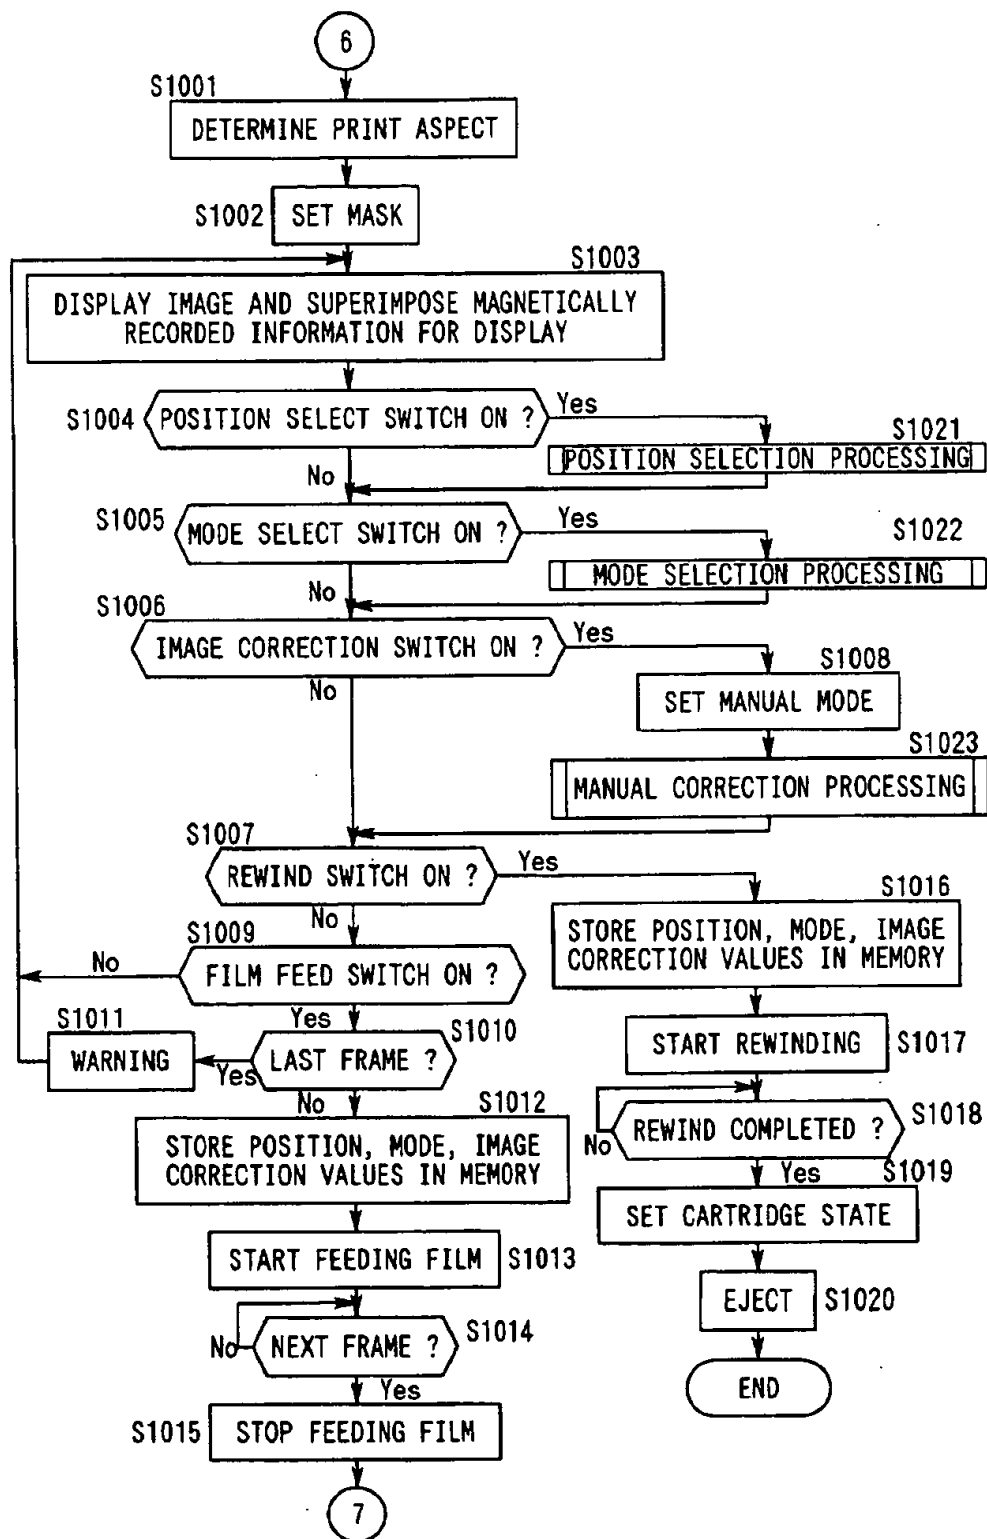 6
S1001
DETERMINE PRINT ASPECT
S1002
SET MASK
S1003
DISPLAY IMAGE AND SUPERIMPOSE MAGNETICALLY
RECORDED INFORMATION FOR DISPLAY
S1004
POSITION SELECT SWITCH ON ?
Yes
S1021
POSITION SELECTION PROCESSING
No
S1005
MODE SELECT SWITCH ON ?
Yes
S1022
MODE SELECTION PROCESSING
No
S1006
IMAGE CORRECTION SWITCH ON ?
Yes
S1008
SET MANUAL MODE
No
S1023
MANUAL CORRECTION PROCESSING
S1007
REWIND SWITCH ON ?
Yes
S1016
STORE POSITION, MODE, IMAGE
CORRECTION VALUES IN MEMORY
No
S1009
FILM FEED SWITCH ON ?
No
Yes
S1010
LAST FRAME ?
S1011
WARNING
Yes
START REWINDING
S1017
No
S1012
STORE POSITION, MODE, IMAGE
CORRECTION VALUES IN MEMORY
REWIND COMPLETED ?
S1018
No
Yes
S1019
SET CARTRIDGE STATE
START FEEDING FILM
S1013
EJECT
S1020
NEXT FRAME ?
S1014
No
Yes
END
S1015
STOP FEEDING FILM
7